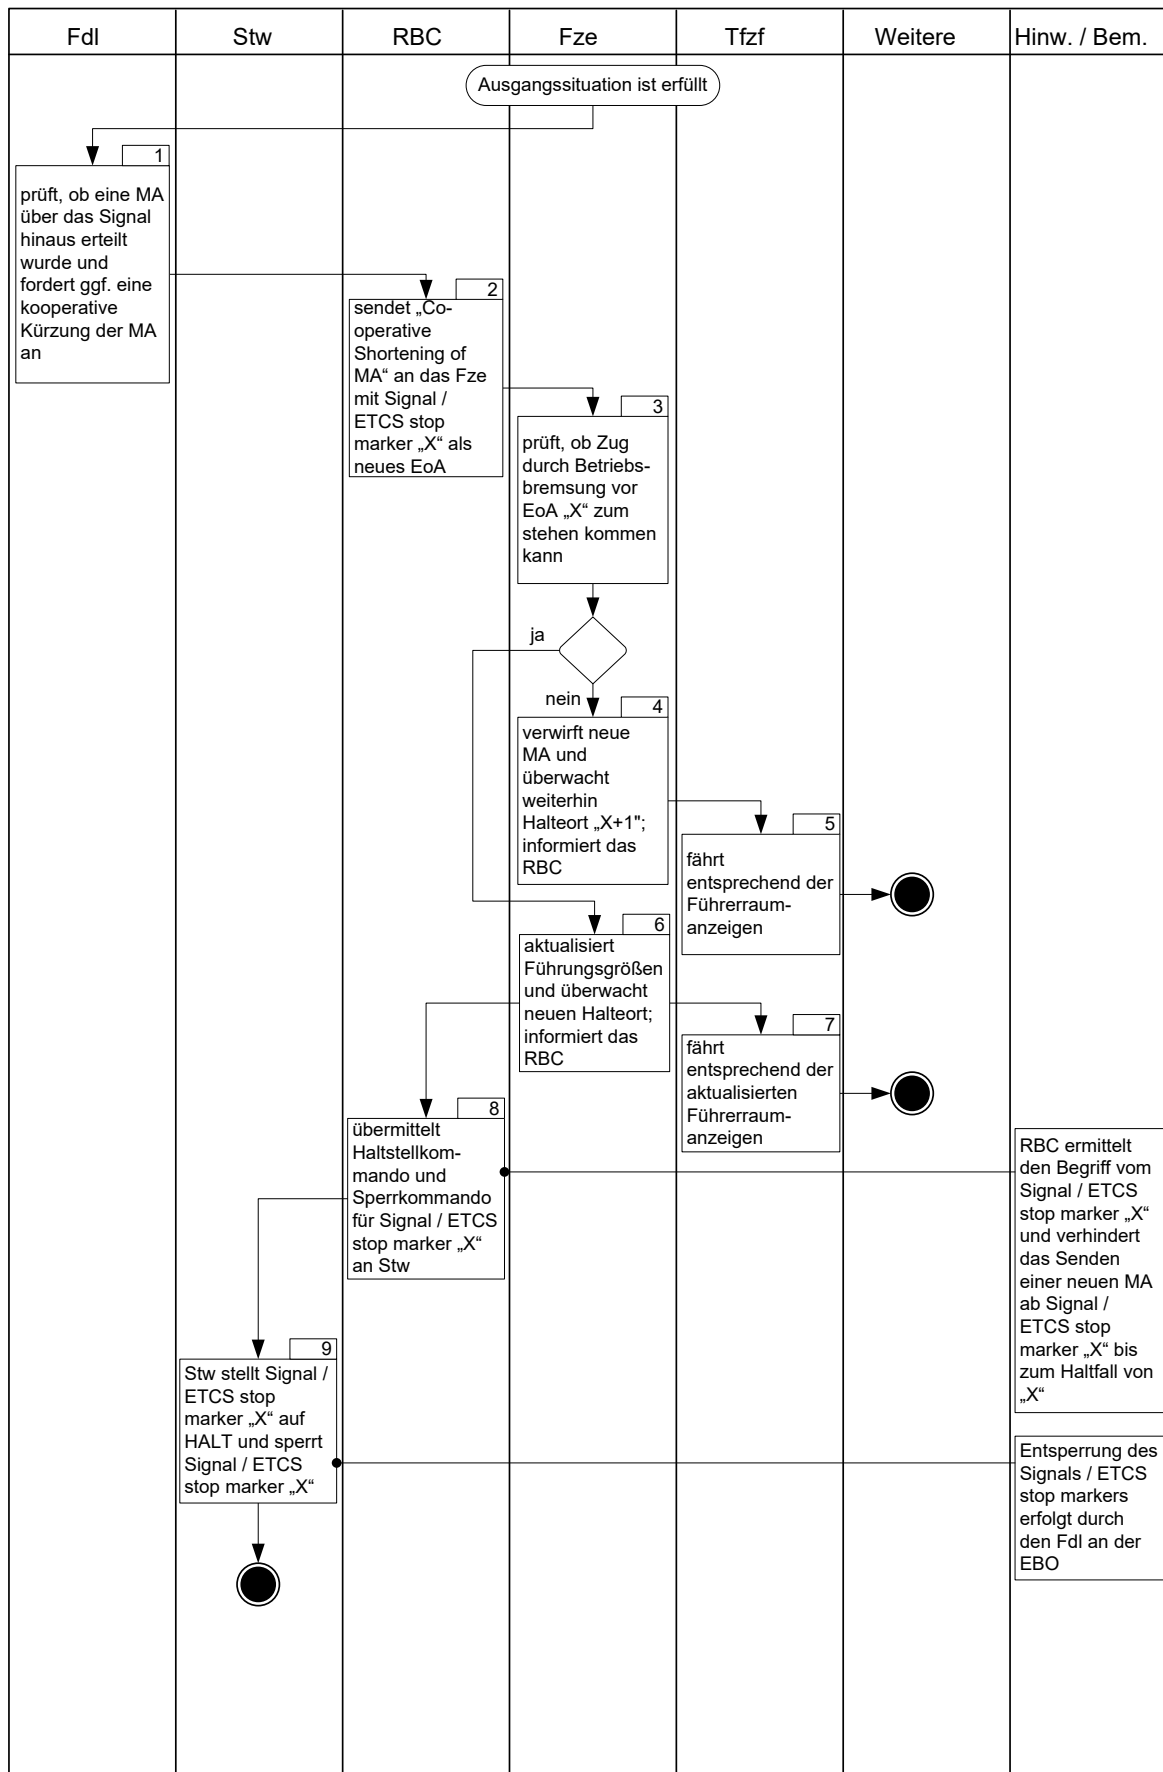 Fdl
Stw
RBC
Fze
Tfzf
Weitere
Hinw. / Bem.
Ausgangssituation ist erfüllt
1
prüft, ob eine MA
über das Signal
hinaus erteilt
wurde und
fordert ggf. eine
kooperative
Kürzung der MA
an
2
sendet „Co-
operative
Shortening of
MA“ an das Fze
mit Signal /
ETCS stop
marker „X“ als
neues EoA
3
prüft, ob Zug
durch Betriebs-
bremsung vor
EoA „X“ zum
stehen kommen
kann
ja
nein
4
verwirft neue
MA und
überwacht
weiterhin
Halteort „X+1";
informiert das
RBC
5
fährt
entsprechend der
Führerraum-
anzeigen
6
aktualisiert
Führungsgrößen
und überwacht
neuen Halteort;
informiert das
RBC
7
fährt
entsprechend der
aktualisierten
Führerraum-
anzeigen
8
übermittelt
Haltstellkom-
mando und
Sperrkommando
für Signal / ETCS
stop marker „X“
an Stw
RBC ermittelt
den Begriff vom
Signal / ETCS
stop marker „X“
und verhindert
das Senden
einer neuen MA
ab Signal /
ETCS stop
marker „X“ bis
zum Haltfall von
„X“
9
Stw stellt Signal /
ETCS stop
marker „X“ auf
HALT und sperrt
Signal / ETCS
stop marker „X“
Entsperrung des
Signals / ETCS
stop markers
erfolgt durch
den Fdl an der
EBO